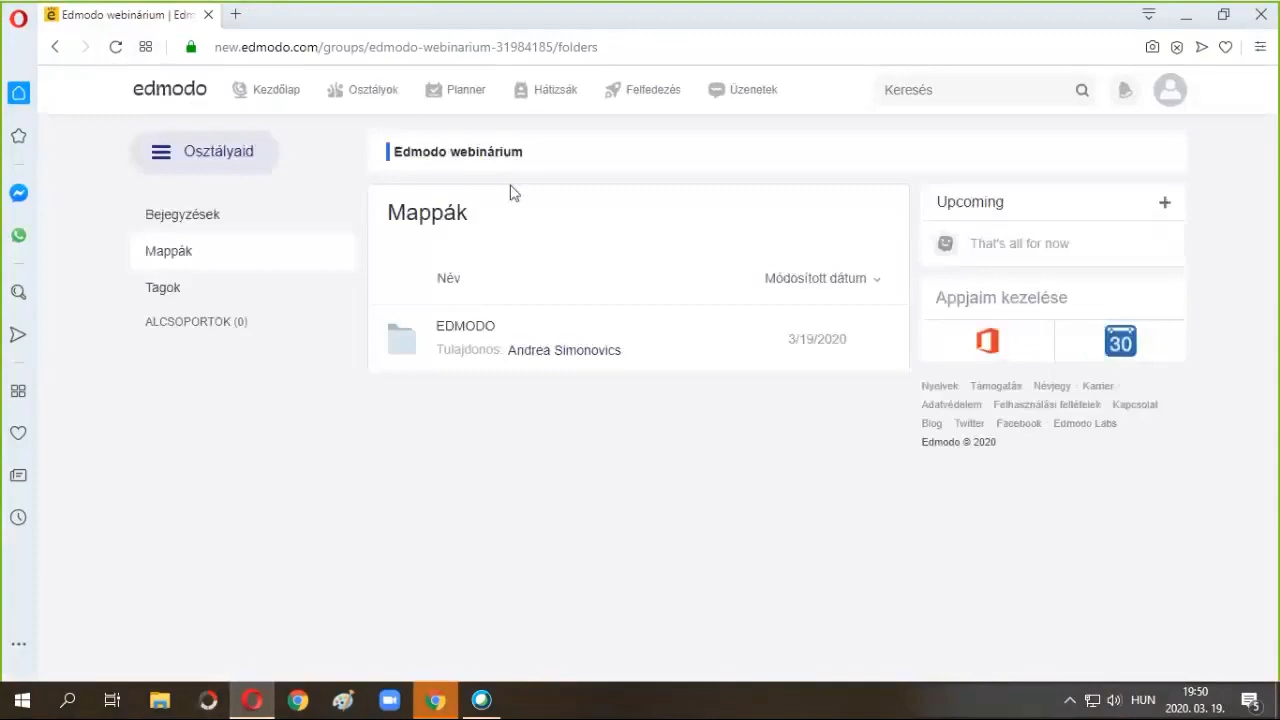 Edmodo webinárium | Edm
new.edmodo.com/groups/edmodo-webinarium-31984185/folders
edmodo
Kezdőlap
Osztályok
Planner
Hátizsák
Felfedezés
Üzenetek
Keresés
Osztályaid
Bejegyzések
Mappák
Tagok
ALCSOPORTOK (0)
Edmodo webinárium
Mappák
Név
Módosított dátum
EDMODO
Tulajdonos: Andrea Simonovics
3/19/2020
Upcoming
That's all for now
Appjaim kezelése
30
Nyelvek Támogatás Névjegy Karrier
Adatvédelem Felhasználási feltételek Kapcsolat
Blog Twitter Facebook Edmodo Labs
Edmodo © 2020
HUN
19:50
2020. 03. 19.
5